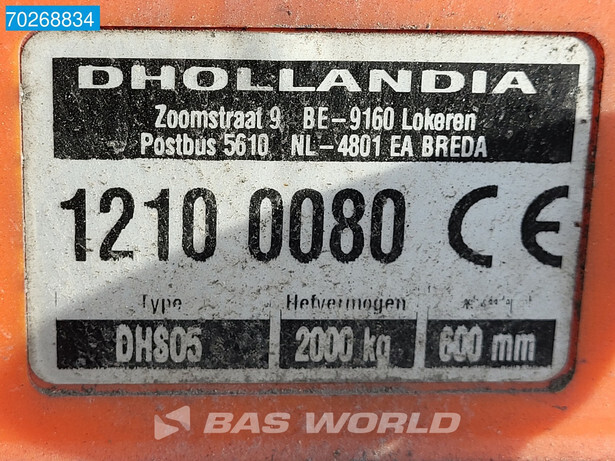 70268834
DHOLLANDIA
Zoomstraat 9 BE-9160 Lokeren
Postbus 5610 NL-4801 EA BREDA
1210 0080 CE
Type Hefvermogen
DHSO5 2000 kg 600 mm
BAS WORLD